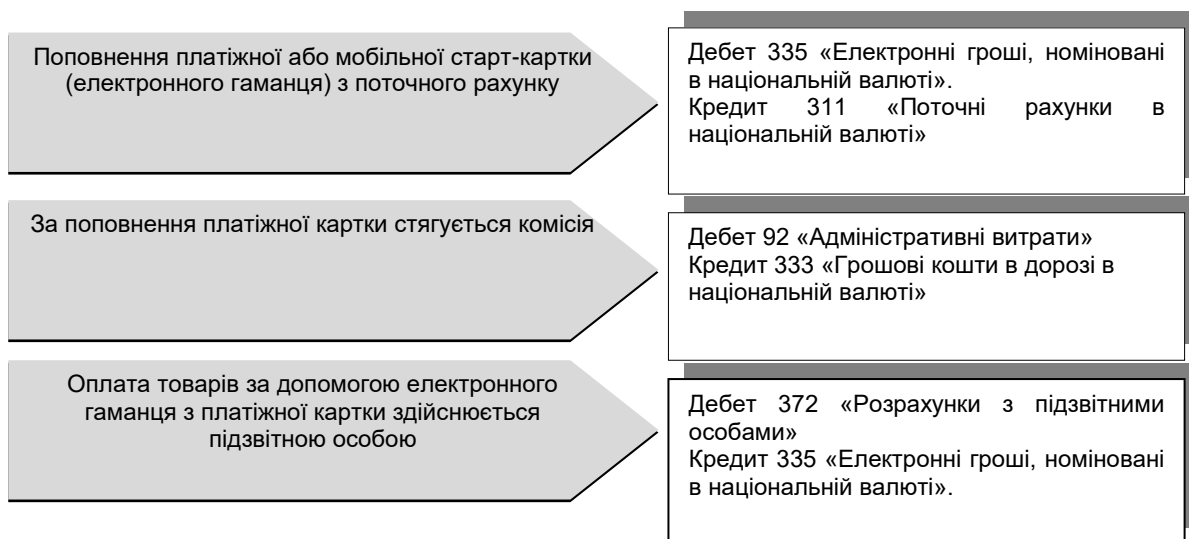 Поповнення платіжної або мобільної старт-картки
(електронного гаманця) з поточного рахунку
Дебет 335 «Електронні гроші, номіновані
в національній валюті».
Кредит 311 «Поточні рахунки в
національній валюті»
За поповнення платіжної картки стягується комісія
Дебет 92 «Адміністративні витрати»
Кредит 333 «Грошові кошти в дорозі в
національній валюті»
Оплата товарів за допомогою електронного
гаманця з платіжної картки здійснюється
підзвітною особою
Дебет 372 «Розрахунки з підзвітними
особами»
Кредит 335 «Електронні гроші, номіновані
в національній валюті».